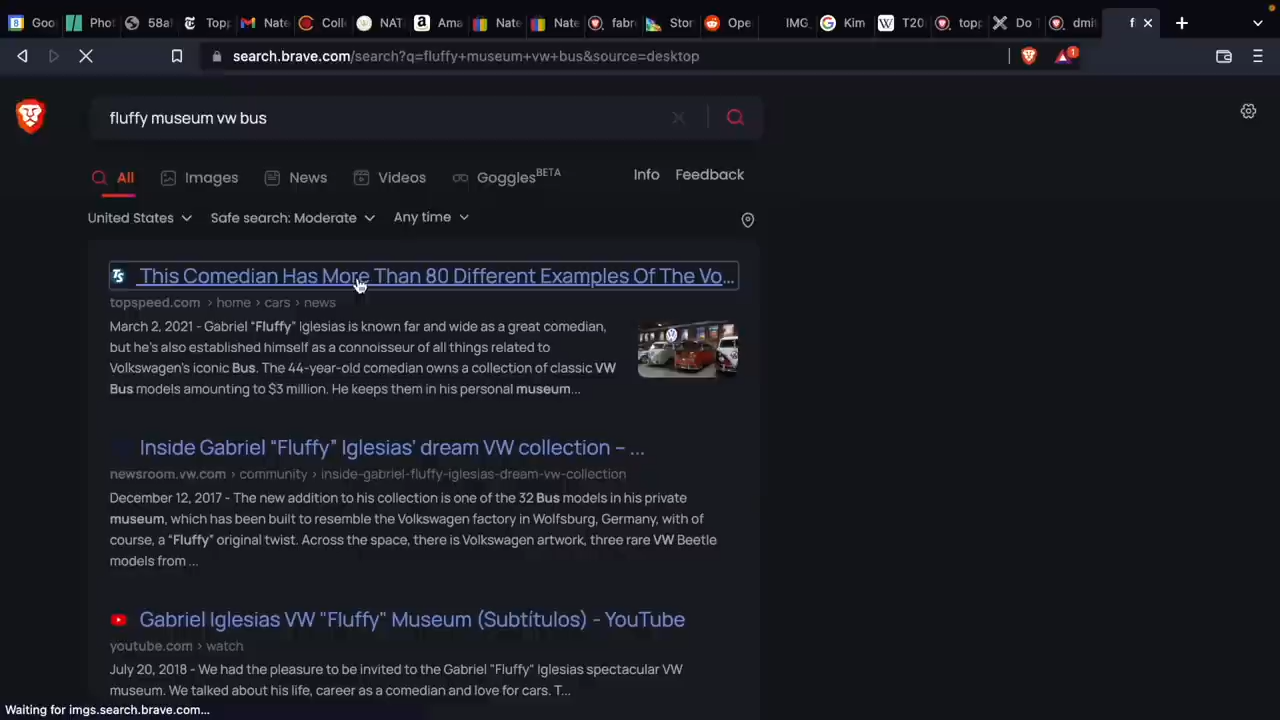 Goo
Phot
58al
Topp
Nate
Colle
NAT
Ama
Nate
Nate
fabre
Stor
Ope
IMG_
Kim
T20
topp
Do T
dmit
f
search.brave.com/search?q=fluffy+museum+vw+bus&source=desktop
1
fluffy museum vw bus
All
Images
News
Videos
Goggles BETA
Info
Feedback
United States
Safe search: Moderate
Any time
TS This Comedian Has More Than 80 Different Examples Of The Vo...
topspeed.com › home › cars › news
March 2, 2021 - Gabriel “Fluffy” Iglesias is known far and wide as a great comedian,
but he's also established himself as a connoisseur of all things related to
Volkswagen's iconic Bus. The 44-year-old comedian owns a collection of classic VW
Bus models amounting to $3 million. He keeps them in his personal museum...
Inside Gabriel “Fluffy” Iglesias’ dream VW collection – ...
newsroom.vw.com › community › inside-gabriel-fluffy-iglesias-dream-vw-collection
December 12, 2017 - The new addition to his collection is one of the 32 Bus models in his private
museum, which has been built to resemble the Volkswagen factory in Wolfsburg, Germany, with of
course, a “Fluffy” original twist. Across the space, there is Volkswagen artwork, three rare VW Beetle
models from ...
Gabriel Iglesias VW "Fluffy" Museum (Subtítulos) - YouTube
youtube.com › watch
July 20, 2018 - We had the pleasure to be invited to the Gabriel "Fluffy" Iglesias spectacular VW
museum. We talked about his life, career as a comedian and love for cars. T...
Waiting for imgs.search.brave.com...